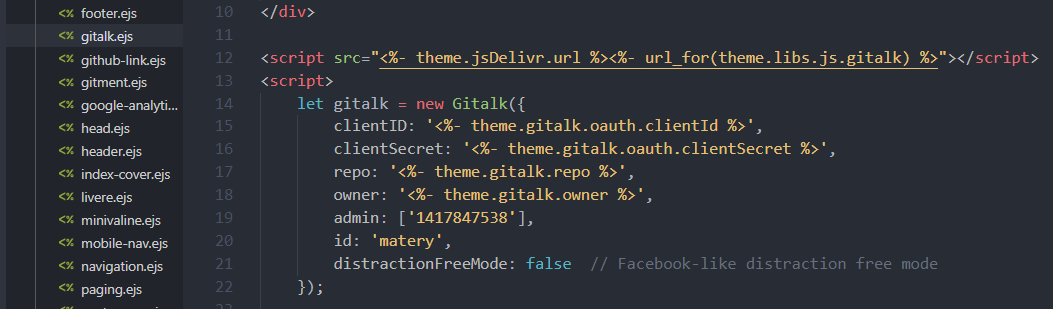 <% footer.ejs
<% gitalk.ejs
<% github-link.ejs
<% gitment.ejs
<% google-analyti...
<% head.ejs
<% header.ejs
<% index-cover.ejs
<% livere.ejs
<% minivaline.ejs
<% mobile-nav.ejs
<% navigation.ejs
<% paging.ejs
10 </div>
11
12 <script src="<%- theme.jsDelivr.url %><%- url_for(theme.libs.js.gitalk) %>"></script>
13 <script>
14 let gitalk = new Gitalk({
15 clientID: '<%- theme.gitalk.oauth.clientId %>',
16 clientSecret: '<%- theme.gitalk.oauth.clientSecret %>',
17 repo: '<%- theme.gitalk.repo %>',
18 owner: '<%- theme.gitalk.owner %>',
19 admin: ['1417847538'],
20 id: 'matery',
21 distractionFreeMode: false // Facebook-like distraction free mode
22 });